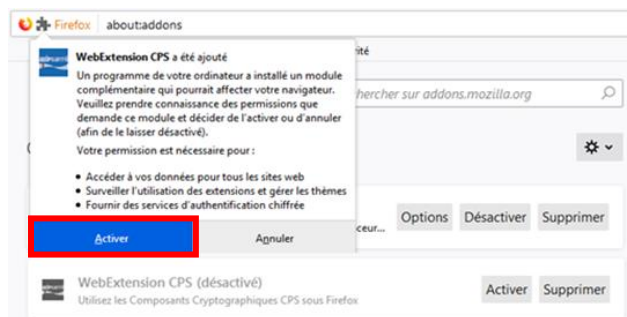 Firefox about:addons
WebExtension CPS a été ajouté
Un programme de votre ordinateur a installé un module
complémentaire qui pourrait affecter votre navigateur.
Veuillez prendre connaissance des permissions que
demande ce module et décider de l'activer ou d'annuler
(afin de le laisser désactivé).
Votre permission est nécessaire pour :
• Accéder à vos données pour tous les sites web
• Surveiller l'utilisation des extensions et gérer les thèmes
• Fournir des services d'authentification chiffrée
Activer Annuler
ité
hercher sur addons.mozilla.org
ceur... Options Désactiver Supprimer
WebExtension CPS (désactivé)
Utilisez les Composants Cryptographiques CPS sous Firefox
Activer Supprimer